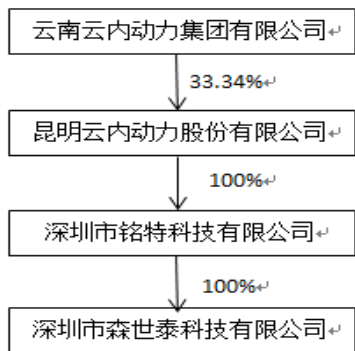 云南云内动力集团有限公司
33.34%
昆明云内动力股份有限公司
100%
深圳市铭特科技有限公司
100%
深圳市森世泰科技有限公司